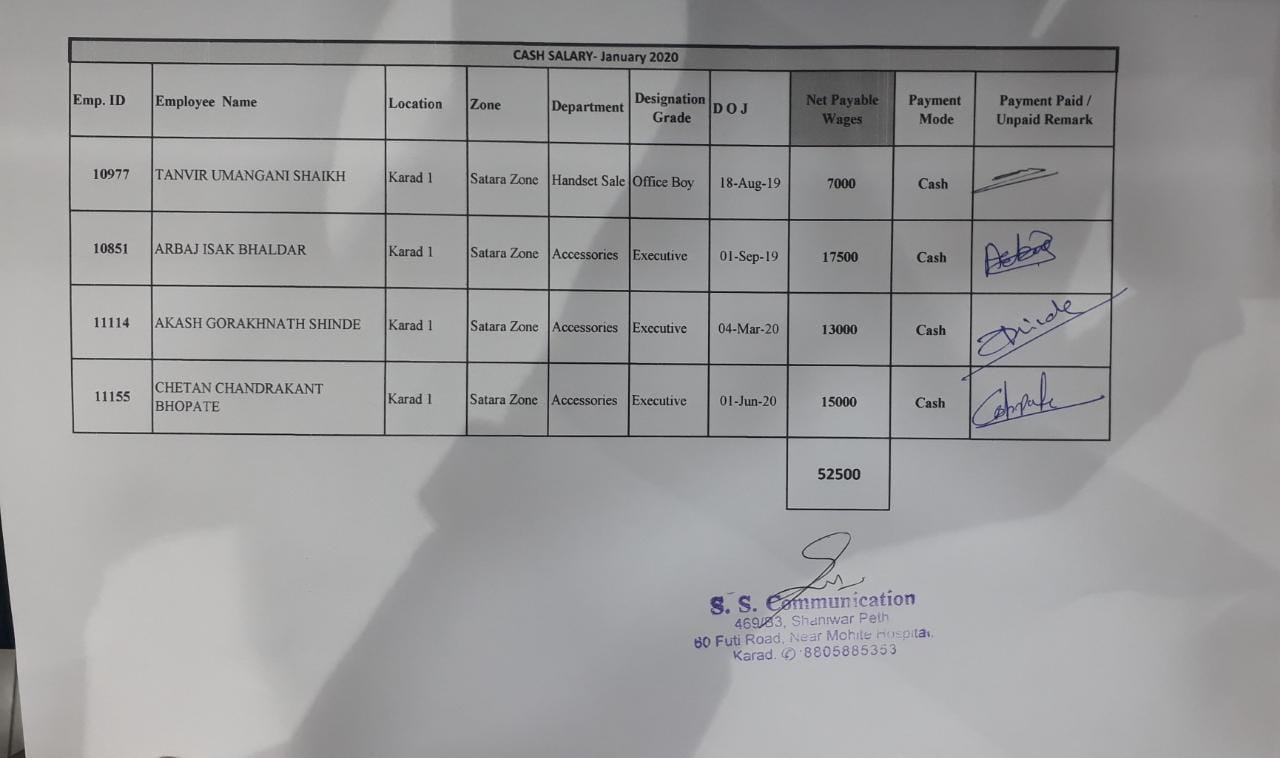 CASH SALARY- January 2020
Emp. ID Employee Name Location Zone Department Designation Grade D O J Net Payable Wages Payment Mode Payment Paid / Unpaid Remark
10977 TANVIR UMANGANI SHAIKH Karad 1 Satara Zone Handset Sale Office Boy 18-Aug-19 7000 Cash
10851 ARBAJ ISAK BHALDAR Karad 1 Satara Zone Accessories Executive 01-Sep-19 17500 Cash
11114 AKASH GORAKHNATH SHINDE Karad 1 Satara Zone Accessories Executive 04-Mar-20 13000 Cash Shinde
11155 CHETAN CHANDRAKANT BHOPATE Karad 1 Satara Zone Accessories Executive 01-Jun-20 15000 Cash
52500
S. S. Communication
469/B3, Shaniwar Peth
60 Futi Road, Near Mohite Hospital,
Karad. ✆ 8805885353